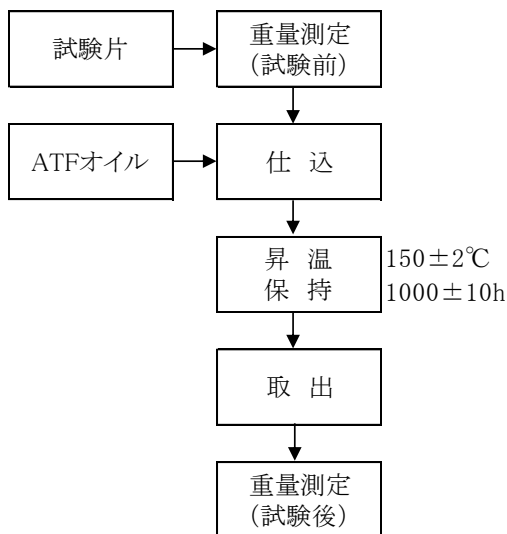 試験片
重量測定
(試験前)
ATFオイル
仕 込
昇 温
保 持
150±2℃
1000±10h
取 出
重量測定
(試験後)